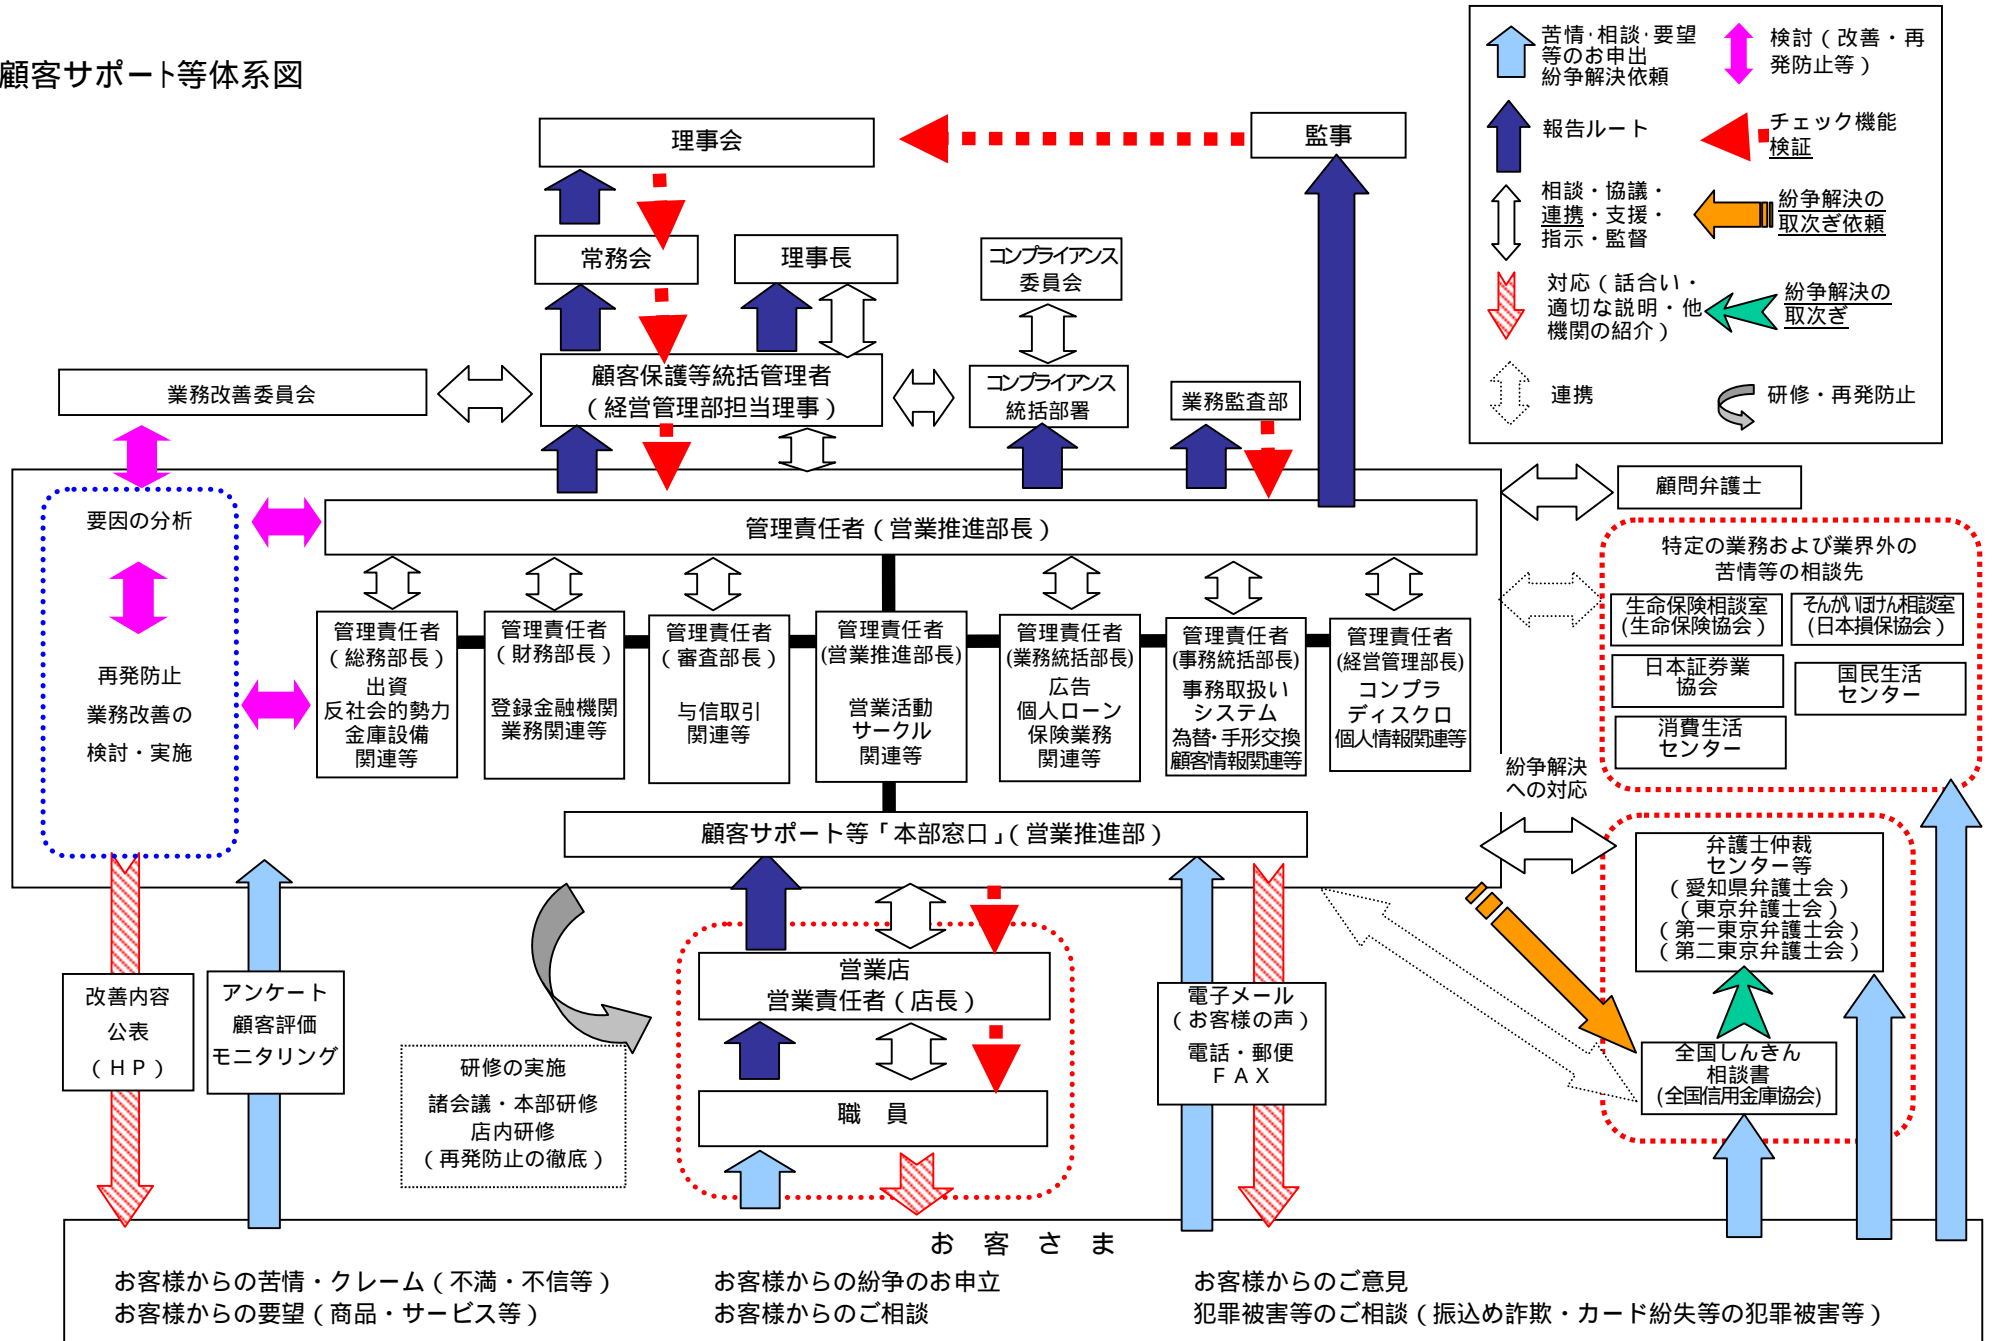 顧客サポート等体系図
苦情・相談・要望
等のお申出
紛争解決依頼
検討（改善・再
発防止等）
報告ルート
チェック機能
検証
相談・協議・
連携・支援・
指示・監督
紛争解決の
取次ぎ依頼
対応（話合い・
適切な説明・他
機関の紹介）
紛争解決の
取次ぎ
連携
研修・再発防止
理事会
監事
常務会
理事長
コンプライアンス
委員会
業務改善委員会
顧客保護等統括管理者
（経営管理部担当理事）
コンプライアンス
統括部署
業務監査部
顧問弁護士
要因の分析
再発防止
業務改善の
検討・実施
管理責任者（営業推進部長）
管理責任者
（総務部長）
出資
反社会的勢力
金庫設備
関連等
管理責任者
（財務部長）
登録金融機関
業務関連等
管理責任者
（審査部長）
与信取引
関連等
管理責任者
(営業推進部長)
営業活動
サークル
関連等
管理責任者
(業務統括部長)
広告
個人ローン
保険業務
関連等
管理責任者
(事務統括部長)
事務取扱い
システム
為替・手形交換
顧客情報関連等
管理責任者
(経営管理部長)
コンプラ
ディスクロ
個人情報関連等
特定の業務および業界外の
苦情等の相談先
生命保険相談室
(生命保険協会）
そんがいほけん相談室
(日本損保協会）
日本証券業
協会
国民生活
センター
消費生活
センター
紛争解決
への対応
顧客サポート等「本部窓口」（営業推進部）
弁護士仲裁
センター等
（愛知県弁護士会）
（東京弁護士会）
（第一東京弁護士会）
（第二東京弁護士会）
全国しんきん
相談書
(全国信用金庫協会)
改善内容
公表
（ＨＰ）
アンケート
顧客評価
モニタリング
研修の実施
諸会議・本部研修
店内研修
（再発防止の徹底）
営業店
営業責任者（店長）
職　員
電子メール
（お客様の声）
電話・郵便
ＦＡＸ
お　客　さ　ま
お客様からの苦情・クレーム（不満・不信等）
お客様からの要望（商品・サービス等）
お客様からの紛争のお申立
お客様からのご相談
お客様からのご意見
犯罪被害等のご相談（振込め詐欺・カード紛失等の犯罪被害等）